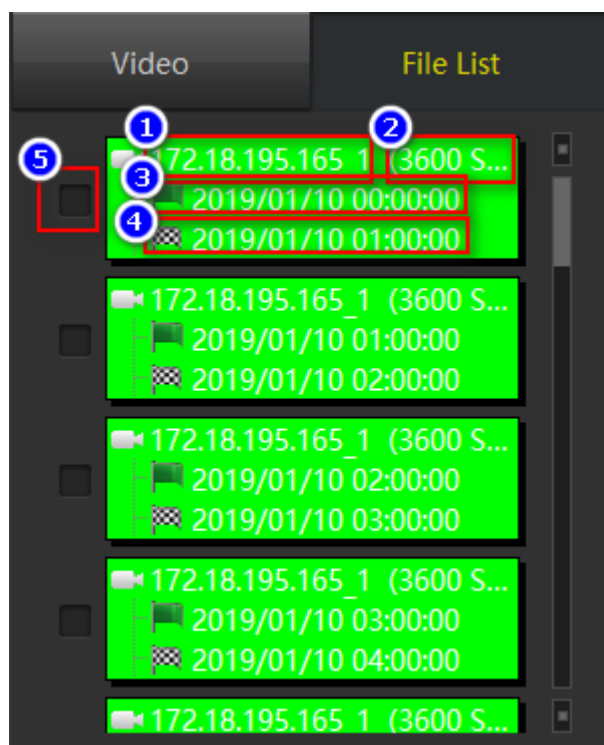 Video
File List
1
2
5
172.18.195.165_1 (3600 S...
3
2019/01/10 00:00:00
4
2019/01/10 01:00:00
172.18.195.165_1 (3600 S...
2019/01/10 01:00:00
2019/01/10 02:00:00
172.18.195.165_1 (3600 S...
2019/01/10 02:00:00
2019/01/10 03:00:00
172.18.195.165_1 (3600 S...
2019/01/10 03:00:00
2019/01/10 04:00:00
172.18.195.165_1 (3600 S...